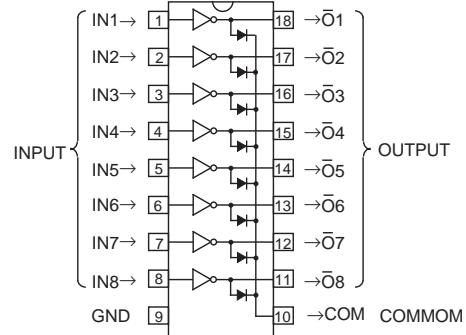 IN1→ 1 18 →Ō1
IN2→ 2 17 →Ō2
IN3→ 3 16 →Ō3
IN4→ 4 15 →Ō4
INPUT OUTPUT
IN5→ 5 14 →Ō5
IN6→ 6 13 →Ō6
IN7→ 7 12 →Ō7
IN8→ 8 11 →Ō8
GND 9 10 →COM COMMOM